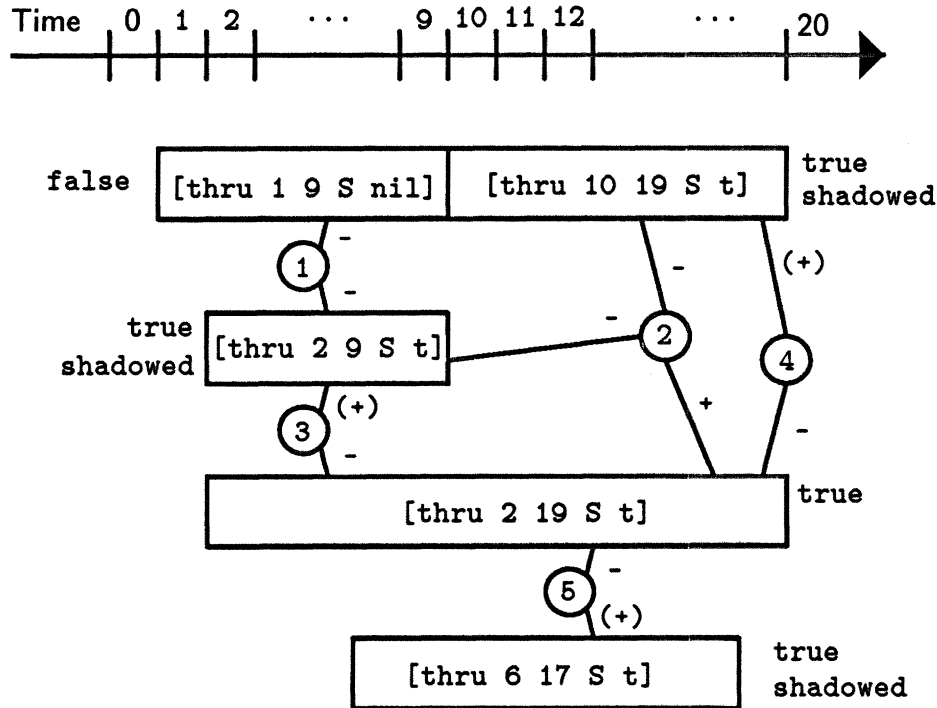 Time 0 1 2 ... 9 10 11 12 ... 20
false [thru 1 9 S nil] [thru 10 19 S t] true
shadowed
1 - - (+)
- - 2 4
true
shadowed [thru 2 9 S t]
3 (+) + -
-
[thru 2 19 S t] true
-
5
(+)
[thru 6 17 S t] true
shadowed